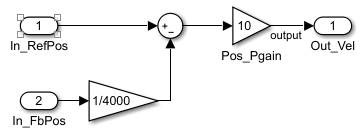 1
In_RefPos
+
−
10
Pos_Pgain
output
1
Out_Vel
2
In_FbPos
1/4000